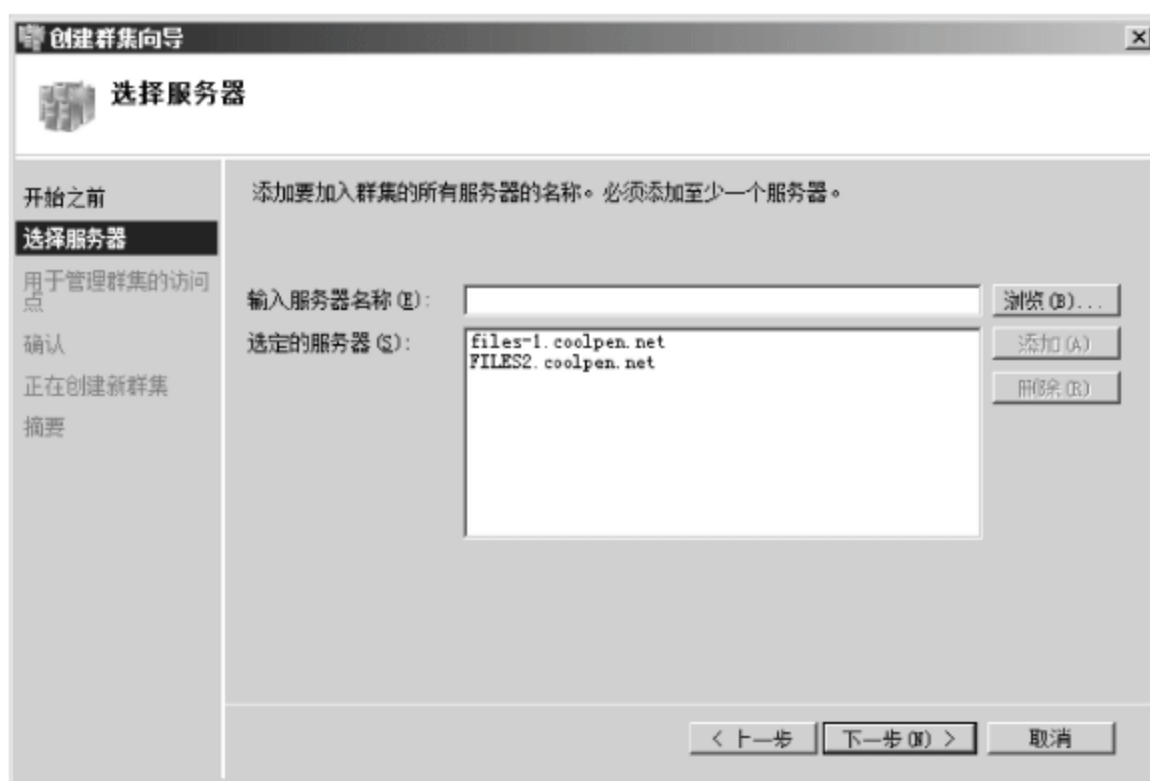 创建群集向导
选择服务器
开始之前
选择服务器
用于管理群集的访问
点
确认
正在创建新群集
摘要
添加要加入群集的所有服务器的名称。必须添加至少一个服务器。
输入服务器名称(E):
浏览(B)...
选定的服务器(S):
files-1.coolpen.net
FILES2.coolpen.net
添加(A)
删除(R)
< 上一步
下一步(N) >
取消